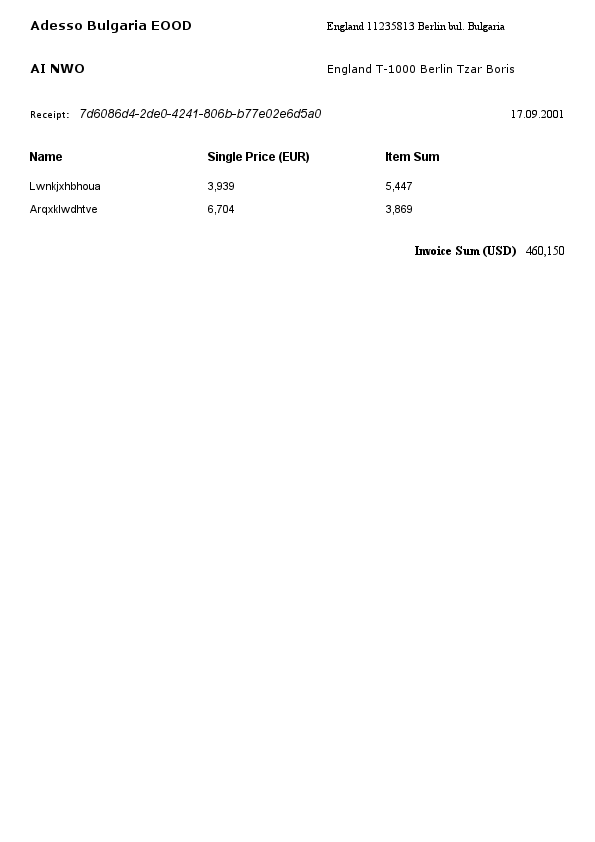 Adesso Bulgaria EOOD England 11235813 Berlin bul. Bulgaria
AI NWO England T-1000 Berlin Tzar Boris
Receipt: 7d6086d4-2de0-4241-806b-b77e02e6d5a0 17.09.2001
Name Single Price (EUR) Item Sum
Lwnkjxhbhoua 3,939 5,447
Arqxklwdhtve 6,704 3,869
Invoice Sum (USD) 460,150